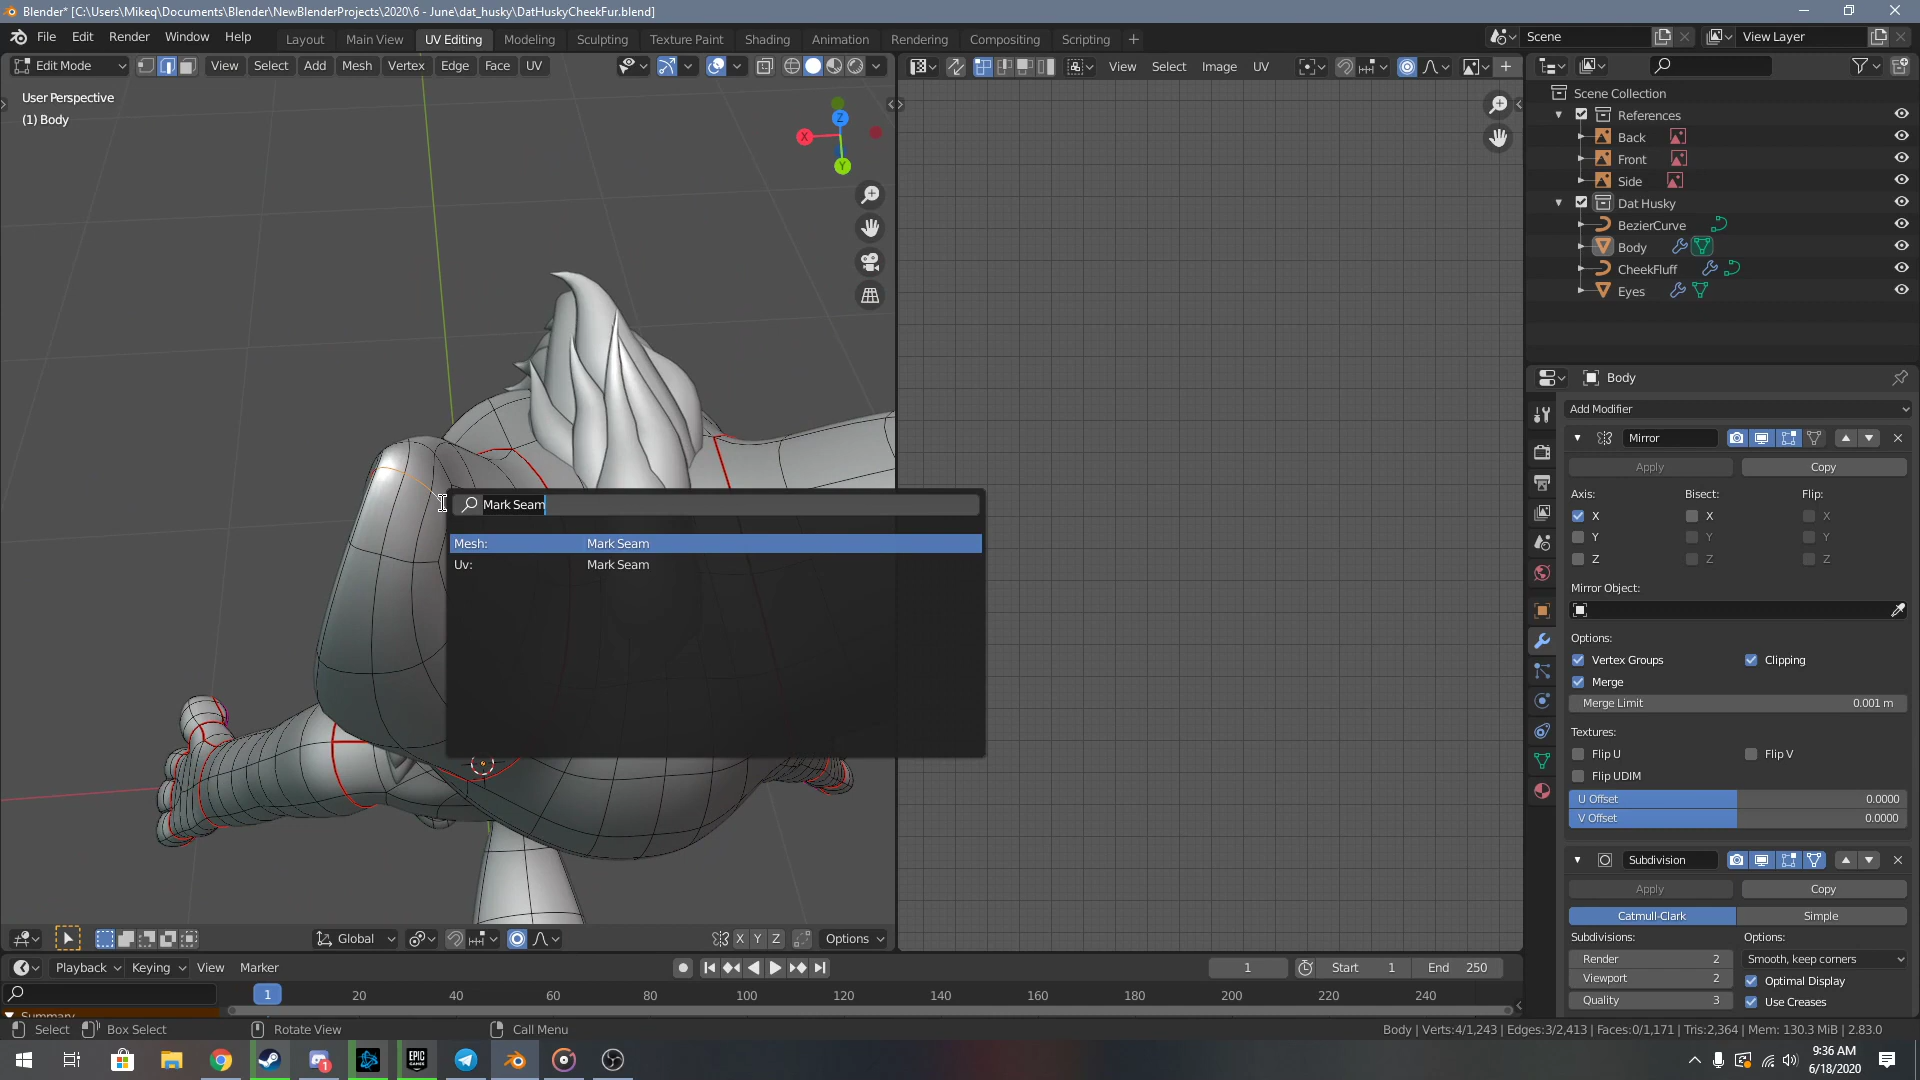 Blender* [C:\Users\Mikeq\Documents\Blender\NewBlenderProjects\2020\6 - June\dat_husky\DatHuskyCheekFur.blend]
File Edit Render Window Help Layout Main View UV Editing Modeling Sculpting Texture Paint Shading Animation Rendering Compositing Scripting + Scene View Layer
Edit Mode View Select Add Mesh Vertex Edge Face UV View Select Image UV
User Perspective
(1) Body
X
Z
Y
Mark Seam
Mesh: Mark Seam
Uv: Mark Seam
Global X Y Z Options
Scene Collection
References
Back
Front
Side
Dat Husky
BezierCurve
Body
CheekFluff
Eyes
Body
Add Modifier
Mirror
Apply Copy
Axis: Bisect: Flip:
X X X
Y Y Y
Z Z Z
Mirror Object:
Options:
Vertex Groups Clipping
Merge
Merge Limit 0.001 m
Textures:
Flip U Flip V
Flip UDIM
U Offset 0.0000
V Offset 0.0000
Subdivision
Apply Copy
Catmull-Clark Simple
Subdivisions: Options:
Render 2 Smooth, keep corners
Viewport 2 Optimal Display
Quality 3 Use Creases
Playback Keying View Marker 1 Start 1 End 250
1 20 40 60 80 100 120 140 160 180 200 220 240
Summary
Select Box Select Rotate View Call Menu Body | Verts:4/1,243 | Edges:3/2,413 | Faces:0/1,171 | Tris:2,364 | Mem: 130.3 MiB | 2.83.0
1
EPIC GAMES
9:36 AM
6/18/2020